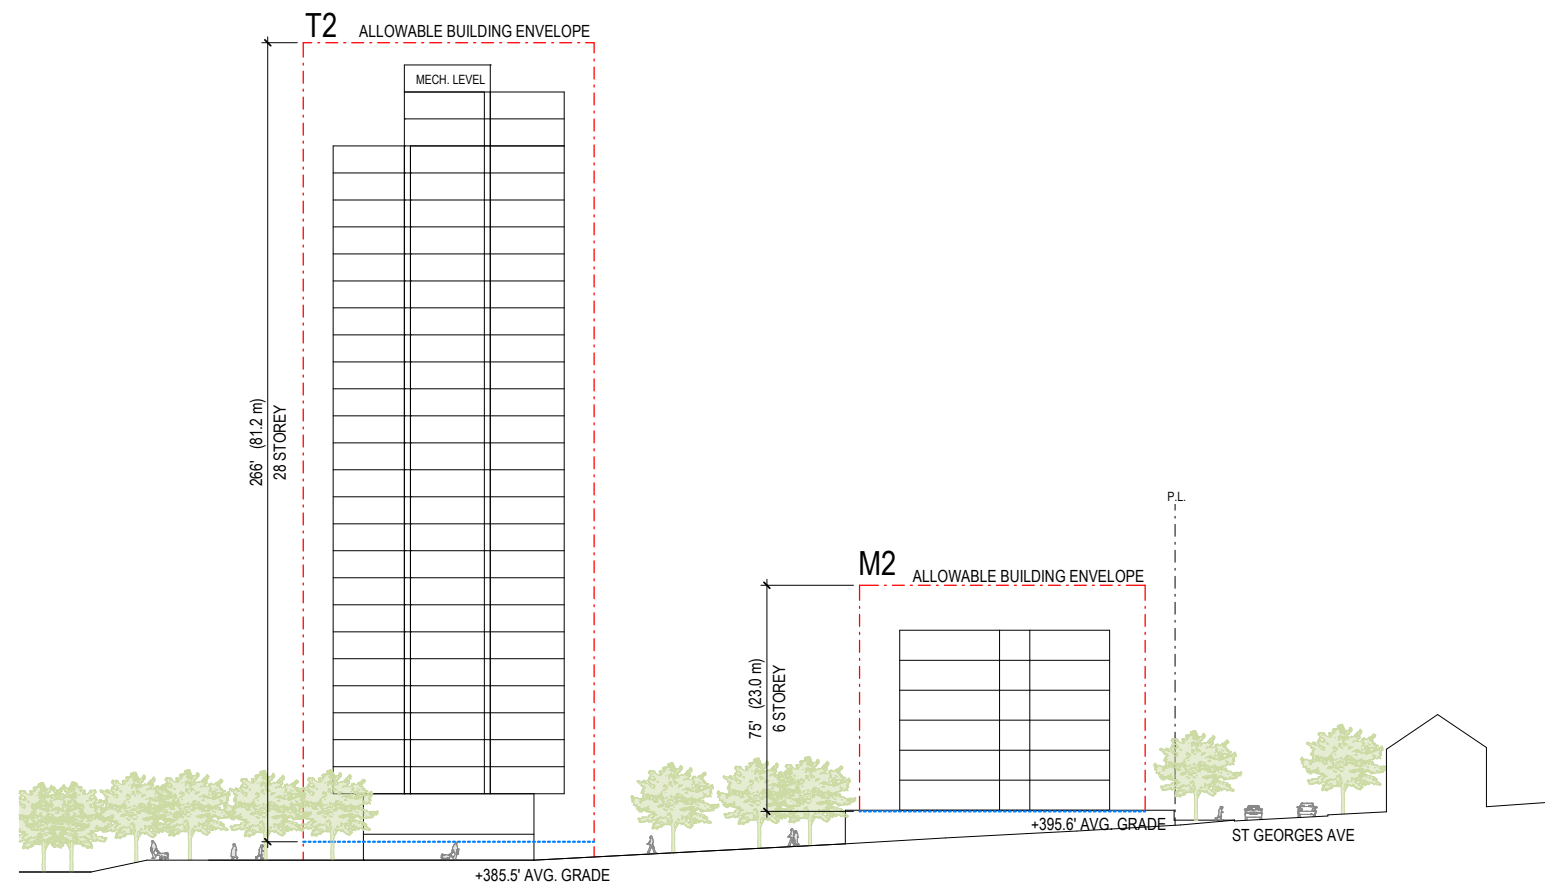 T2
ALLOWABLE BUILDING ENVELOPE
MECH. LEVEL
266' (81.2 m)
28 STOREY
P.L.
M2
ALLOWABLE BUILDING ENVELOPE
75' (23.0 m)
6 STOREY
+395.6' AVG. GRADE
ST GEORGES AVE
+385.5' AVG. GRADE